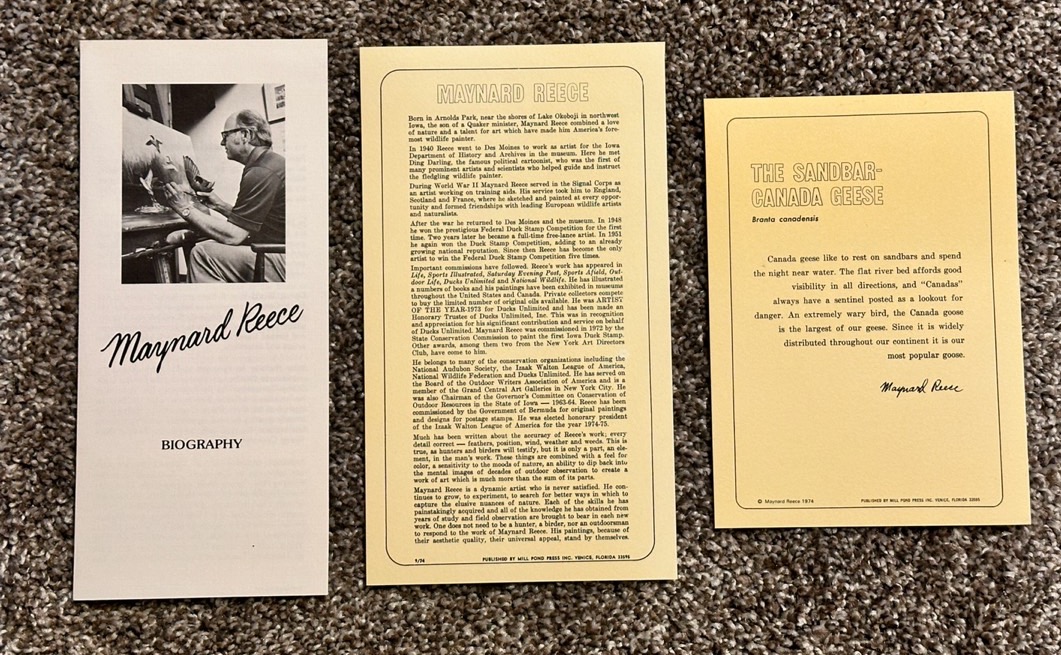 Maynard Reece
BIOGRAPHY
MAYNARD REECE
Born in Arnolds Park, near the shores of Lake Okoboji in northwest
Iowa, the son of a Quaker minister, Maynard Reece combined a love
of nature and a talent for art which have made him America's fore-
most wildlife painter.
In 1940 Reece went to Des Moines to work as artist for the Iowa
Department of History and Archives in the museum. Here he met
Ding Darling, the famous political cartoonist, who was the first of
many prominent artists and scientists who helped guide and instruct
the fledgling wildlife painter.
During World War II Maynard Reece served in the Signal Corps as
an artist working on training aids. His service took him to England,
Scotland and France, where he sketched and painted at every oppor-
tunity and formed friendships with leading European wildlife artists
and naturalists.
After the war he returned to Des Moines and the museum. In 1948
he won the prestigious Federal Duck Stamp Competition for the first
time. Two years later he became a full-time free-lance artist. In 1951
he again won the Duck Stamp Competition, adding to an already
growing national reputation. Since then Reece has become the only
artist to win the Federal Duck Stamp Competition five times.
Important commissions have followed. Reece's work has appeared in
Life, Sports Illustrated, Saturday Evening Post, Sports Afield, Out-
door Life, Ducks Unlimited and National Wildlife. He has illustrated
a numbers of books and his paintings have been exhibited in museums
throughout the United States and Canada. Private collectors compete
to buy the limited number of original oils available. He was ARTIST
OF THE YEAR-1973 for Ducks Unlimited and has been made an
Honorary Trustee of Ducks Unlimited, Inc. This was in recognition
and appreciation for his significant contribution and service on behalf
of Ducks Unlimited. Maynard Reece was commissioned in 1972 by the
State Conservation Commission to paint the first Iowa Duck Stamp.
Other awards, among them two from the New York Art Directors
Club, have come to him.
He belongs to many of the conservation organizations including the
National Audubon Society, the Izaak Walton League of America,
National Wildlife Federation and Ducks Unlimited. He has served on
the Board of the Outdoor Writers Association of America and is a
member of the Grand Central Art Galleries in New York City. He
was also Chairman of the Governor's Committee on Conservation of
Outdoor Resources in the State of Iowa — 1963-64. Reece has been
commissioned by the Government of Bermuda for original paintings
and designs for postage stamps. He was elected honorary president
of the Izaak Walton League of America for the year 1974-75.
Much has been written about the accuracy of Reece's work; every
detail correct — feathers, position, wind, weather and weeds. This is
true, as hunters and birders will testify, but it is only a part, an ele-
ment, in the man's work. These things are combined with a feel for
color, a sensitivity to the moods of nature, an ability to dip back into
the mental images of decades of outdoor observation to create a
work of art which is much more than the sum of its parts.
Maynard Reece is a dynamic artist who is never satisfied. He con-
tinues to grow, to experiment, to search for better ways in which to
capture the elusive nuances of nature. Each of the skills he has
painstakingly acquired and all of the knowledge he has obtained from
years of study and field observation are brought to bear in each new
work. One does not need to be a hunter, a birder, nor an outdoorsman
to respond to the work of Maynard Reece. His paintings, because of
their aesthetic quality, their universal appeal, stand by themselves.
9/74 PUBLISHED BY MILL POND PRESS INC. VENICE, FLORIDA 33595
THE SANDBAR-
CANADA GEESE
Branta canadensis
Canada geese like to rest on sandbars and spend
the night near water. The flat river bed affords good
visibility in all directions, and "Canadas"
always have a sentinel posted as a lookout for
danger. An extremely wary bird, the Canada goose
is the largest of our geese. Since it is widely
distributed throughout our continent it is our
most popular goose.
Maynard Reece
© Maynard Reece 1974 PUBLISHED BY MILL POND PRESS INC. VENICE, FLORIDA 33595